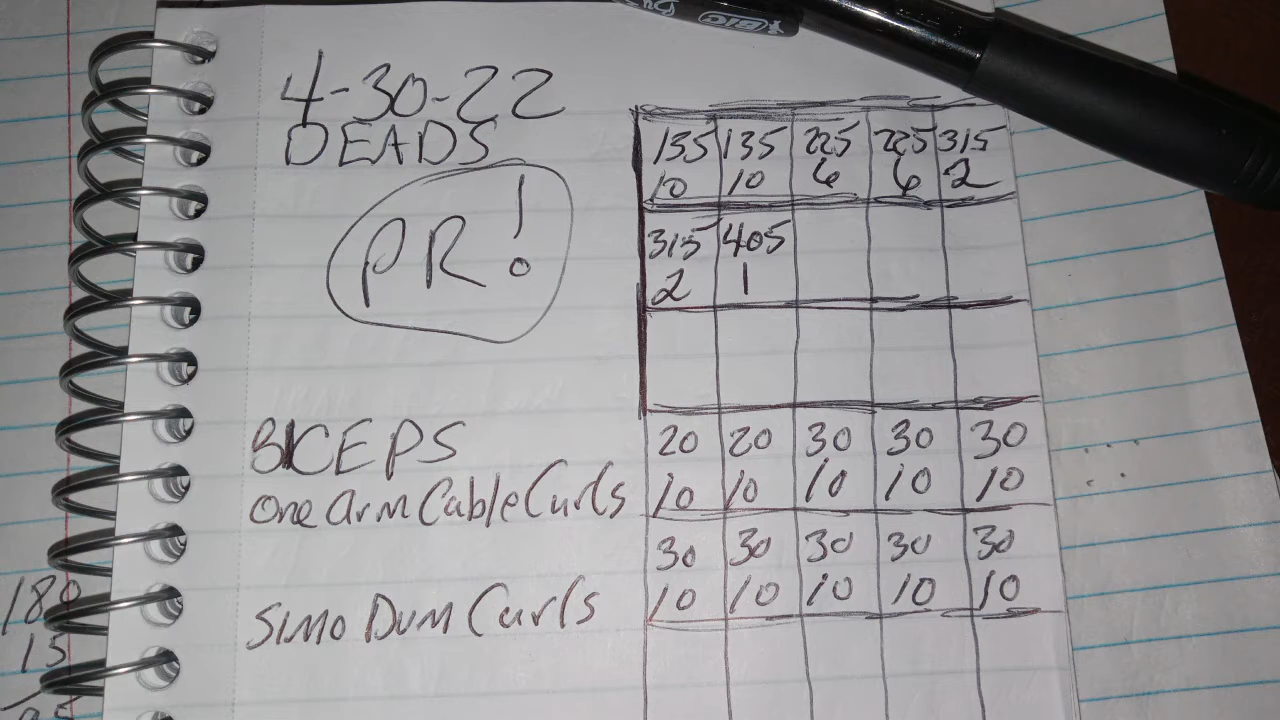 BIC
4-30-22
DEADS
PR!
135 135 225 225 315
10 10 6 6 2
315 405
2 1
BICEPS
One Arm Cable Curls
20 20 30 30 30
10 10 10 10 10
Simo Dum Curls
30 30 30 30 30
10 10 10 10 10
180
15